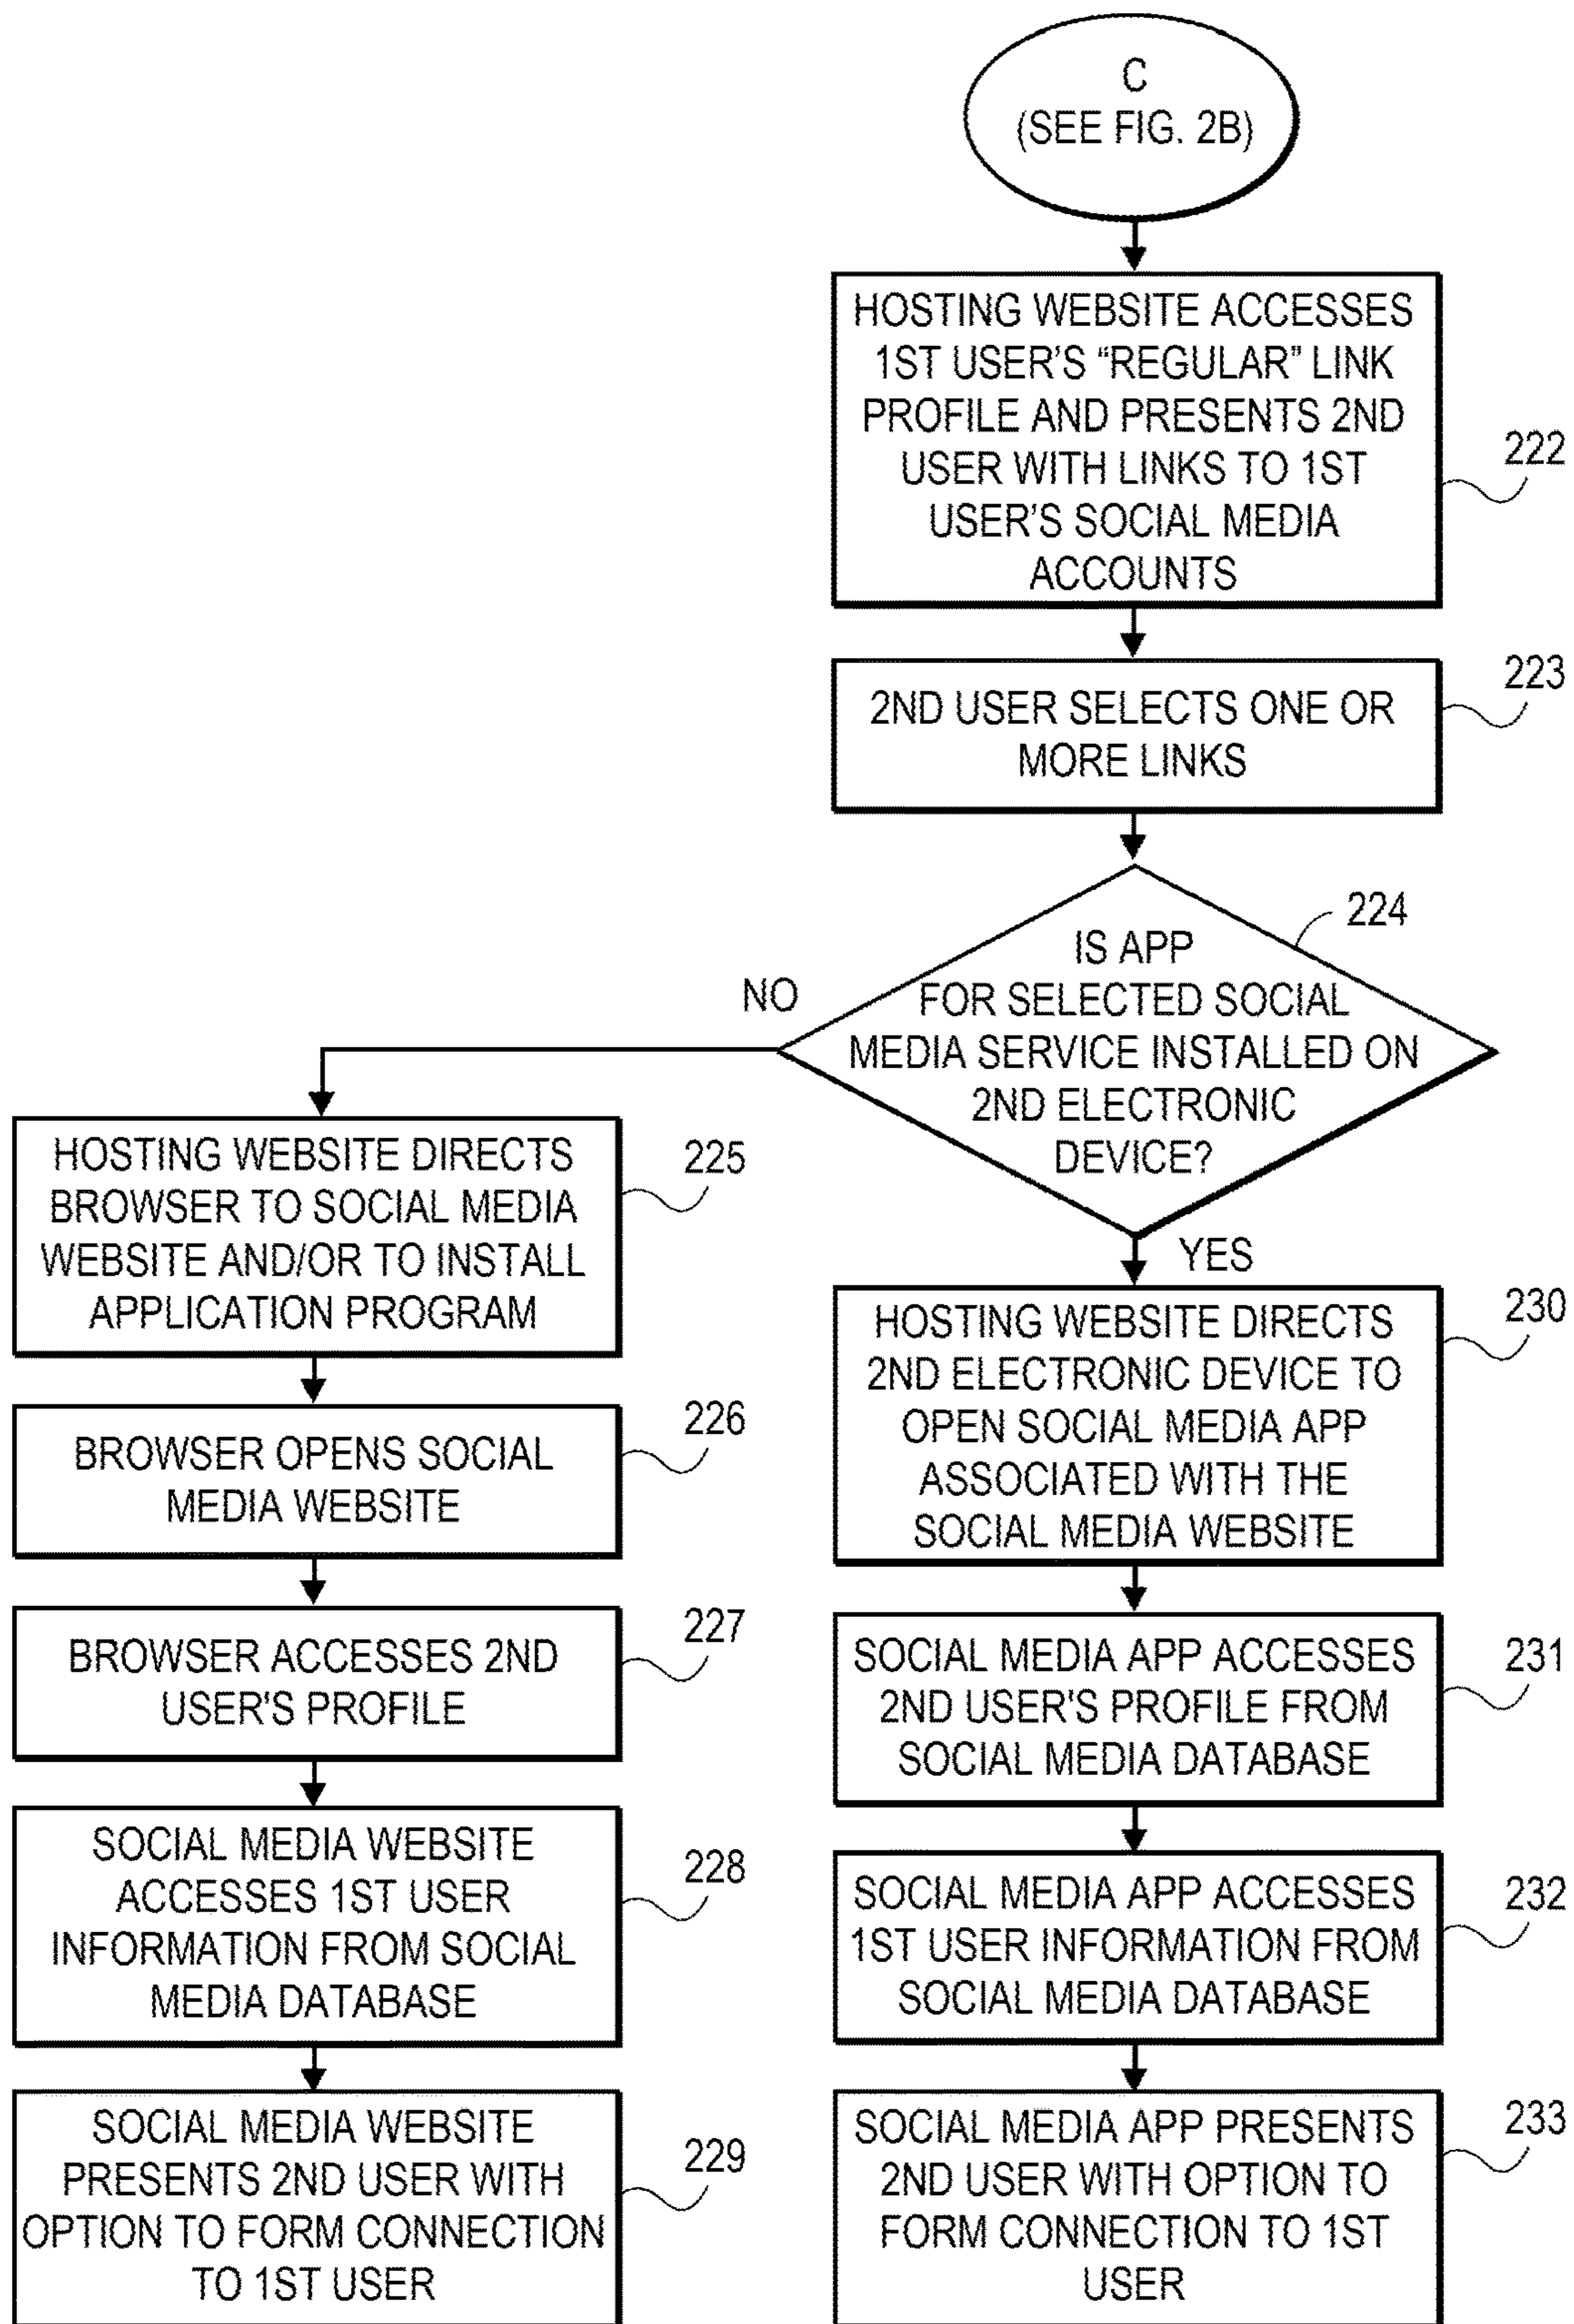 C
(SEE FIG. 2B)
HOSTING WEBSITE ACCESSES
1ST USER'S “REGULAR” LINK
PROFILE AND PRESENTS 2ND
USER WITH LINKS TO 1ST
USER'S SOCIAL MEDIA
ACCOUNTS
222
2ND USER SELECTS ONE OR
MORE LINKS
223
IS APP
FOR SELECTED SOCIAL
MEDIA SERVICE INSTALLED ON
2ND ELECTRONIC
DEVICE?
224
NO
YES
HOSTING WEBSITE DIRECTS
BROWSER TO SOCIAL MEDIA
WEBSITE AND/OR TO INSTALL
APPLICATION PROGRAM
225
BROWSER OPENS SOCIAL
MEDIA WEBSITE
226
BROWSER ACCESSES 2ND
USER'S PROFILE
227
SOCIAL MEDIA WEBSITE
ACCESSES 1ST USER
INFORMATION FROM SOCIAL
MEDIA DATABASE
228
SOCIAL MEDIA WEBSITE
PRESENTS 2ND USER WITH
OPTION TO FORM CONNECTION
TO 1ST USER
229
HOSTING WEBSITE DIRECTS
2ND ELECTRONIC DEVICE TO
OPEN SOCIAL MEDIA APP
ASSOCIATED WITH THE
SOCIAL MEDIA WEBSITE
230
SOCIAL MEDIA APP ACCESSES
2ND USER'S PROFILE FROM
SOCIAL MEDIA DATABASE
231
SOCIAL MEDIA APP ACCESSES
1ST USER INFORMATION FROM
SOCIAL MEDIA DATABASE
232
SOCIAL MEDIA APP PRESENTS
2ND USER WITH OPTION TO
FORM CONNECTION TO 1ST
USER
233